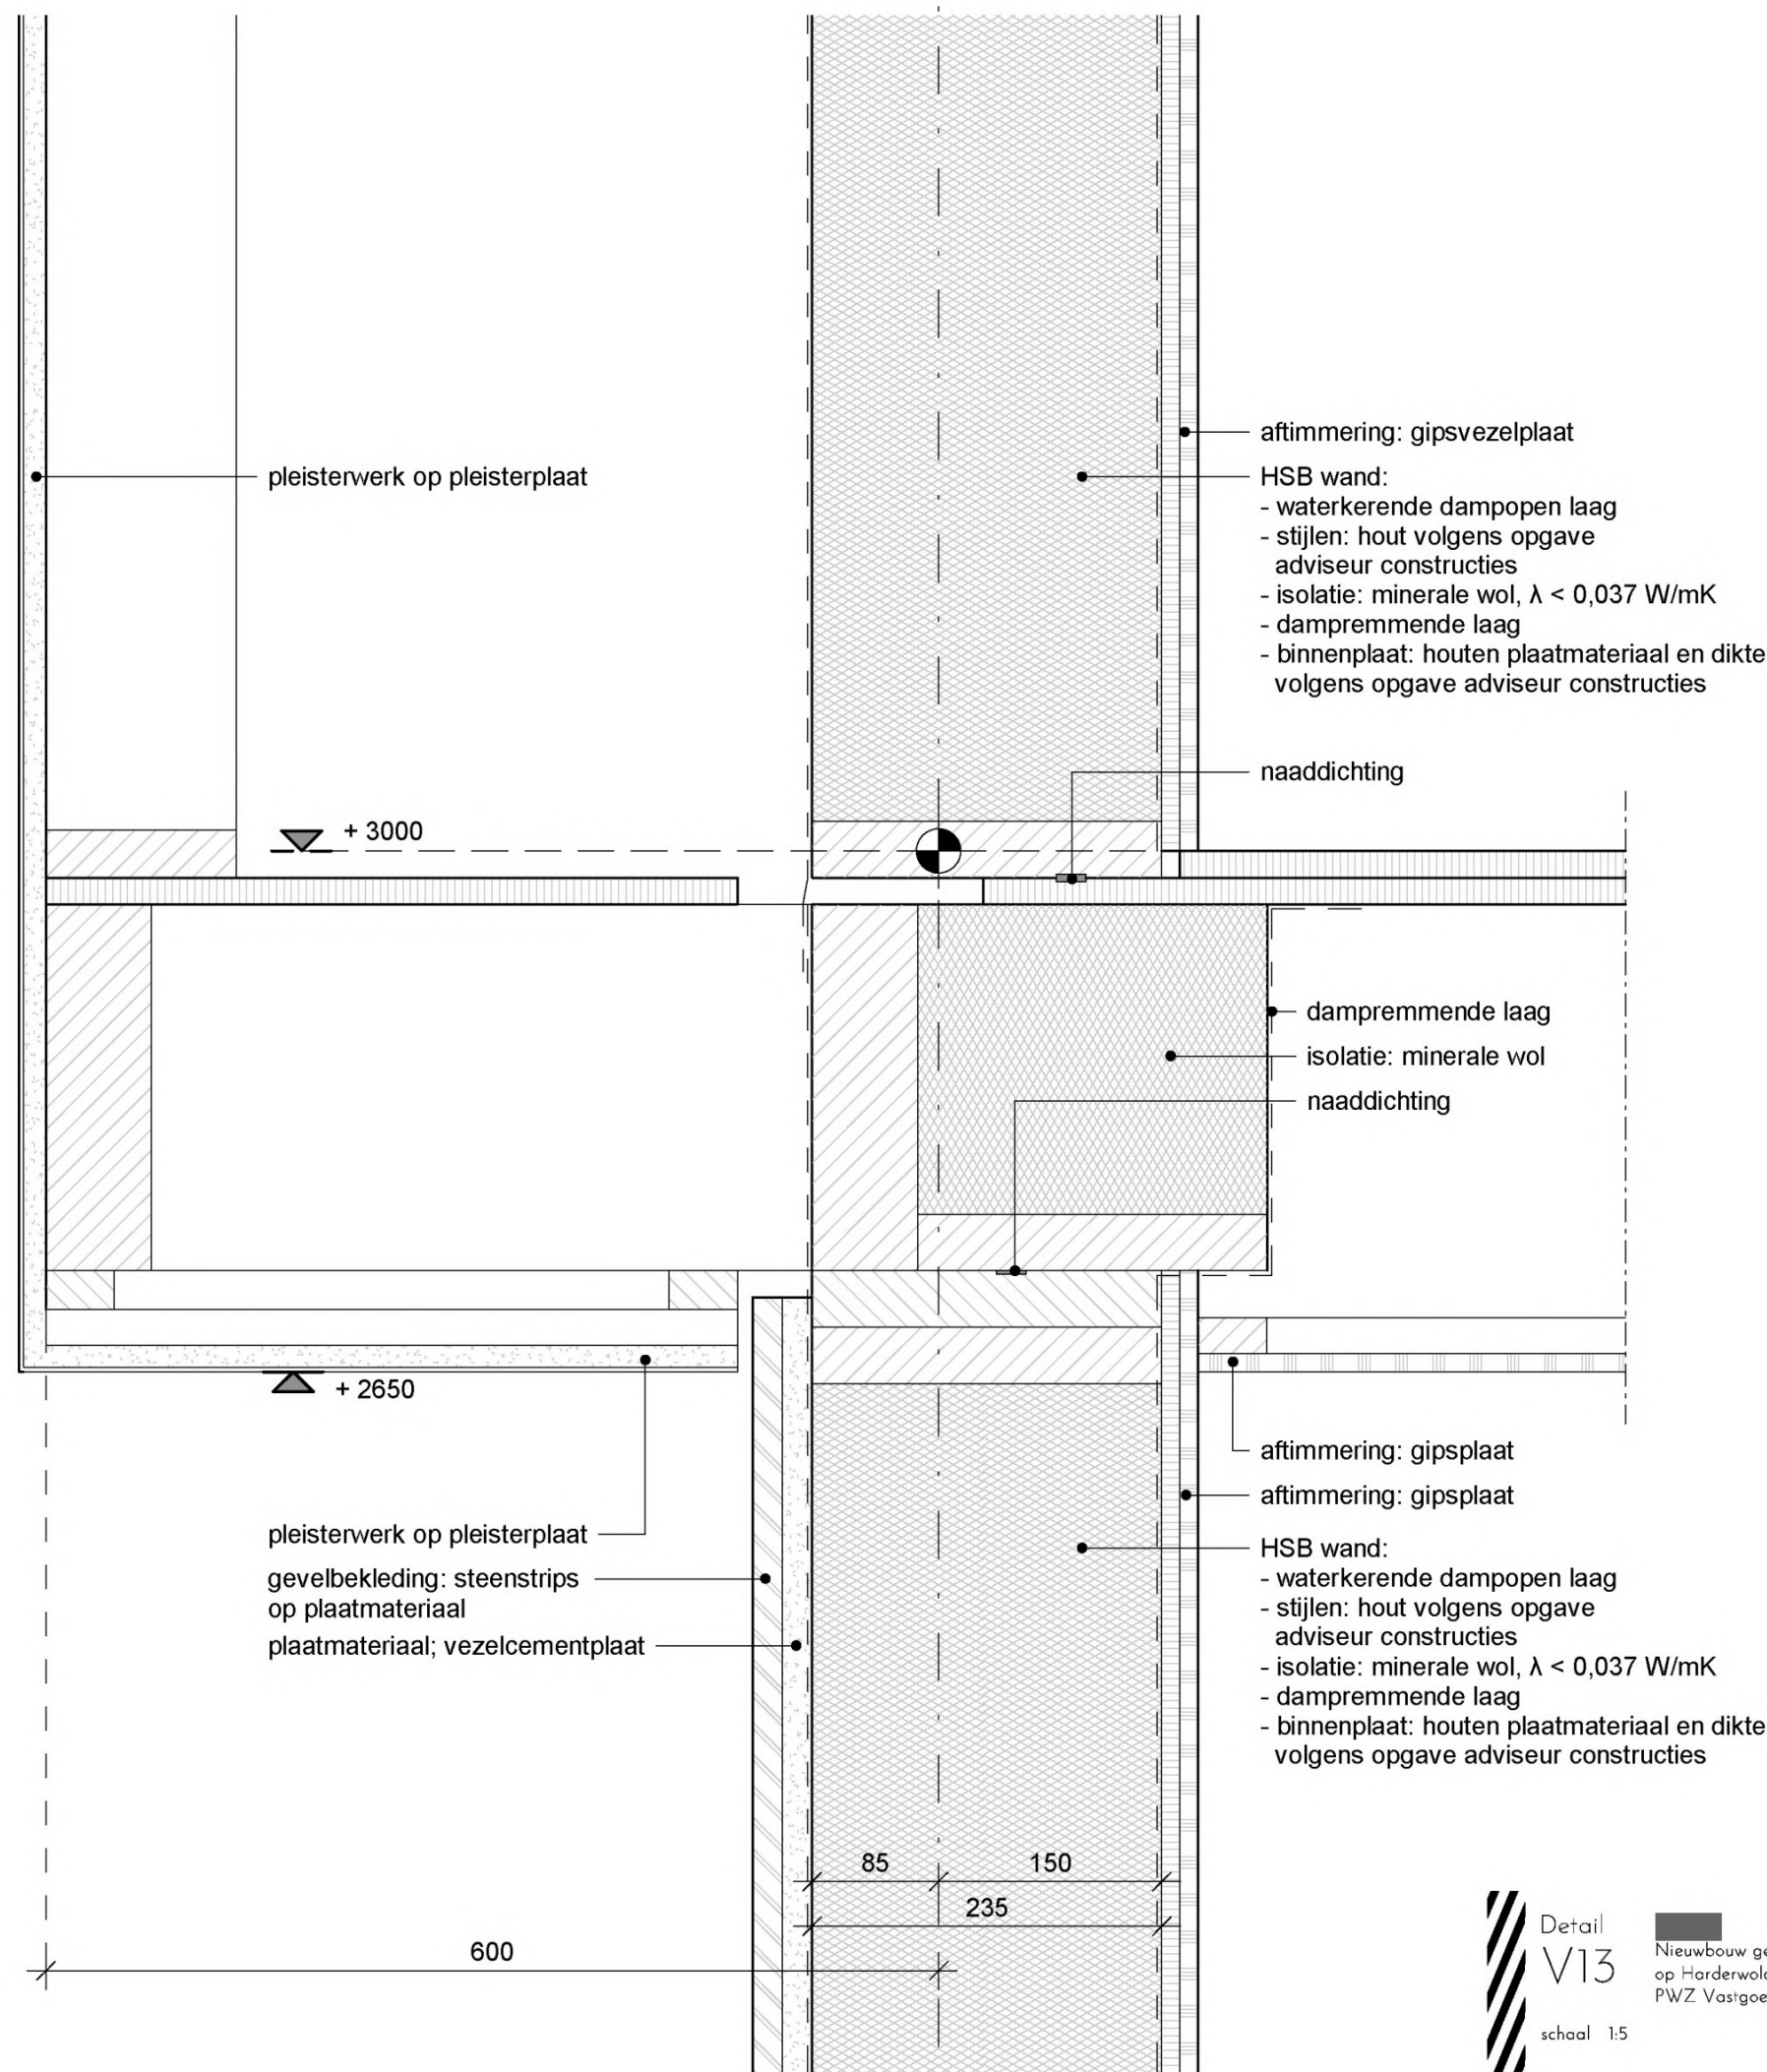 aftimmering: gipsvezelplaat
pleisterwerk op pleisterplaat
HSB wand:
- waterkerende dampopen laag
- stijlen: hout volgens opgave
adviseur constructies
- isolatie: minerale wol, λ < 0,037 W/mK
- dampremmende laag
- binnenplaat: houten plaatmateriaal en dikte
volgens opgave adviseur constructies
naaddichting
+ 3000
dampremmende laag
isolatie: minerale wol
naaddichting
+ 2650
aftimmering: gipsplaat
aftimmering: gipsplaat
pleisterwerk op pleisterplaat
gevelbekleding: steenstrips
op plaatmateriaal
plaatmateriaal; vezelcementplaat
HSB wand:
- waterkerende dampopen laag
- stijlen: hout volgens opgave
adviseur constructies
- isolatie: minerale wol, λ < 0,037 W/mK
- dampremmende laag
- binnenplaat: houten plaatmateriaal en dikte
volgens opgave adviseur constructies
85
150
235
600
Detail
V13
schaal 1:5
Nieuwbouw
op
PWZ